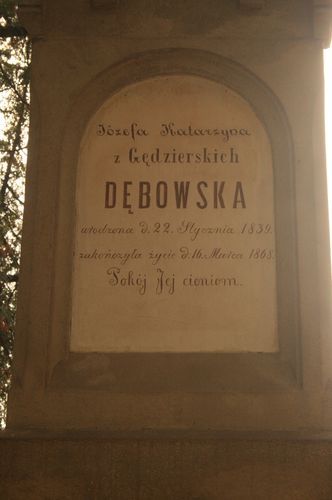 Józefa Katarzyna
z Gędzierskich
DĘBOWSKA
urodzona d. 22. Stycznia 1839.
zakończyła życie d. 16. Marca 1868.
Pokój Jej cieniom.